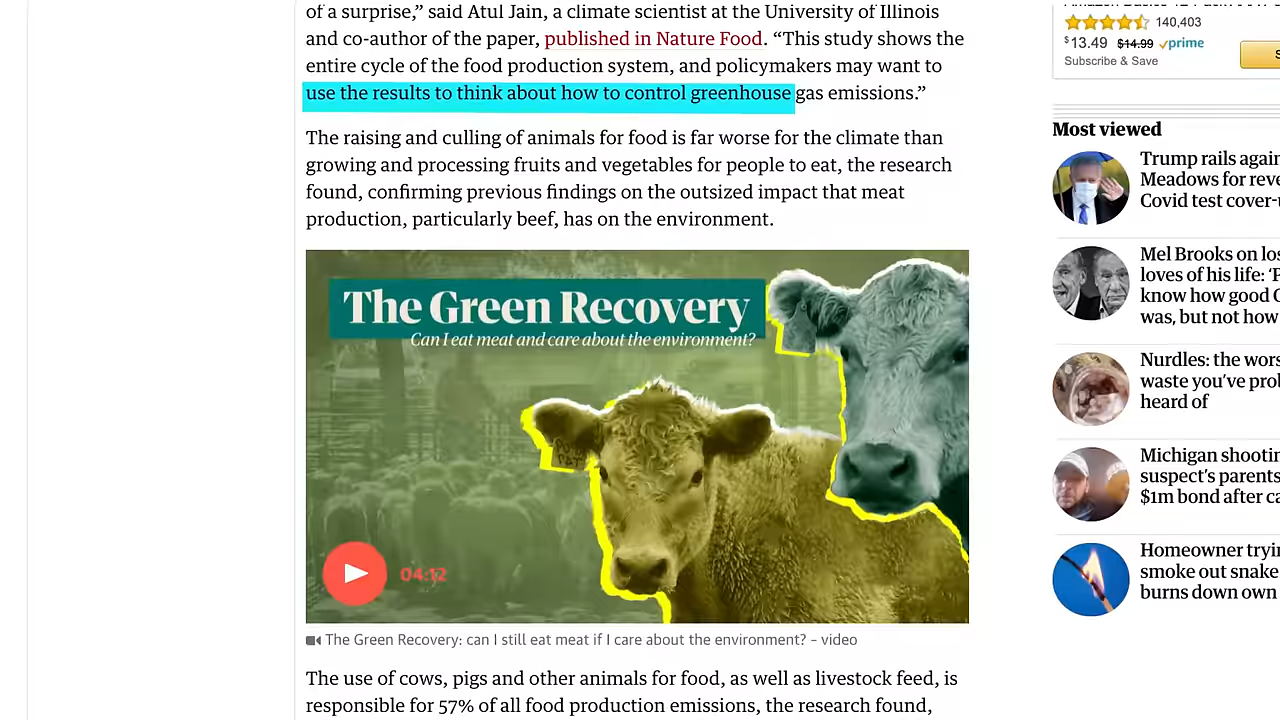 of a surprise,” said Atul Jain, a climate scientist at the University of Illinois
and co-author of the paper, published in Nature Food. “This study shows the
entire cycle of the food production system, and policymakers may want to
use the results to think about how to control greenhouse gas emissions.”
The raising and culling of animals for food is far worse for the climate than
growing and processing fruits and vegetables for people to eat, the research
found, confirming previous findings on the outsized impact that meat
production, particularly beef, has on the environment.
The Green Recovery
Can I eat meat and care about the environment?
04:12
The Green Recovery: can I still eat meat if I care about the environment? – video
The use of cows, pigs and other animals for food, as well as livestock feed, is
responsible for 57% of all food production emissions, the research found,
140,403
$13.49 $14.99 prime
Subscribe & Save
Most viewed
Trump rails again
Meadows for reve
Covid test cover-
Mel Brooks on los
loves of his life: ‘P
know how good
was, but not how
Nurdles: the wors
waste you’ve prob
heard of
Michigan shootin
suspect’s parents
$1m bond after ca
Homeowner tryin
smoke out snake
burns down own